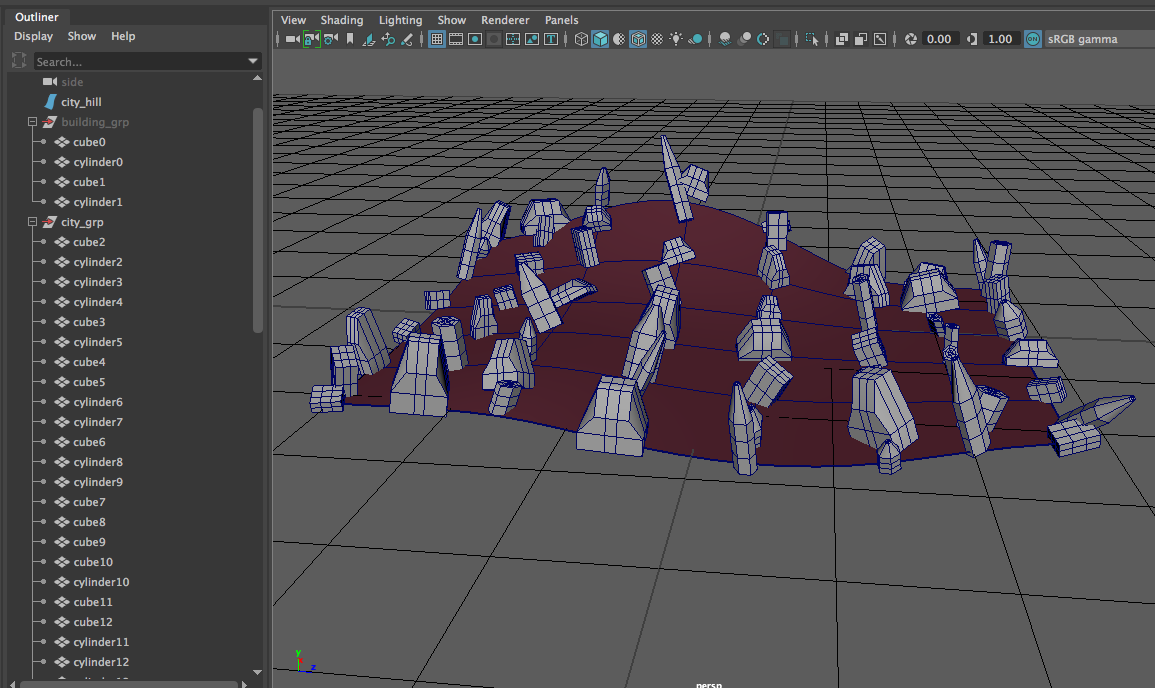 Outliner
Display Show Help
Search...
side
city_hill
building_grp
cube0
cylinder0
cube1
cylinder1
city_grp
cube2
cylinder2
cylinder3
cylinder4
cube3
cylinder5
cube4
cube5
cylinder6
cylinder7
cube6
cylinder8
cylinder9
cube7
cube8
cube9
cube10
cylinder10
cube11
cube12
cylinder11
cylinder12
View Shading Lighting Show Renderer Panels
0.00 1.00 ON sRGB gamma
y
z
persp